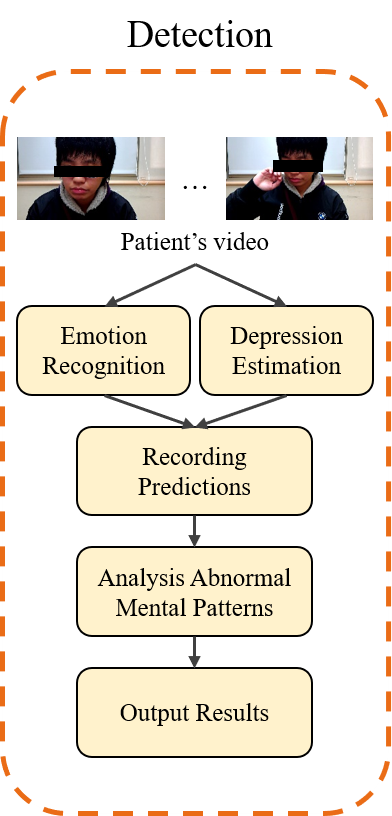 Detection
...
Patient's video
Emotion
Recognition
Depression
Estimation
Recording
Predictions
Analysis Abnormal
Mental Patterns
Output Results